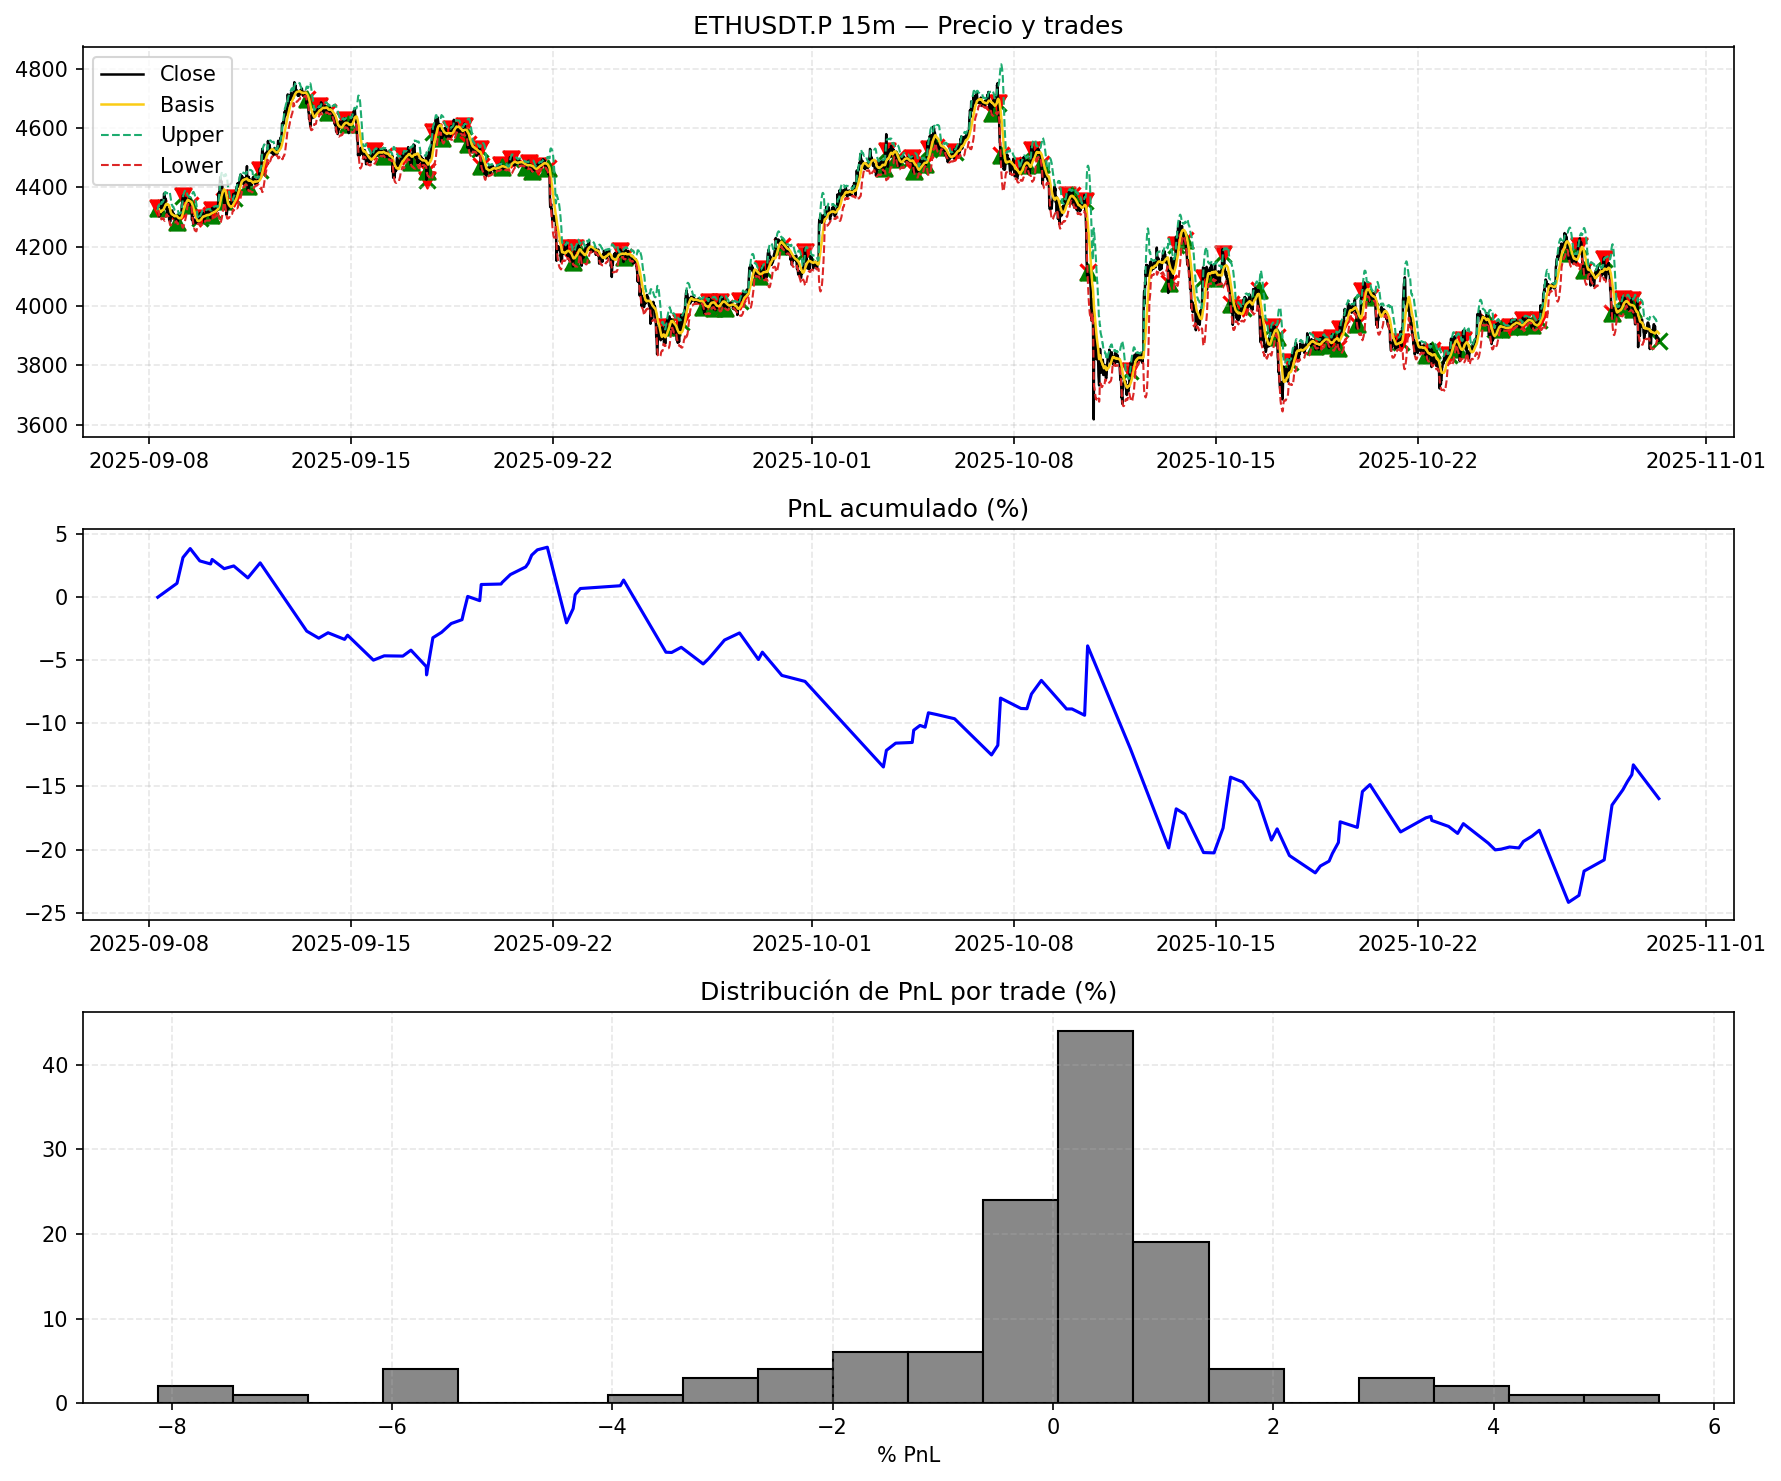 ETHUSDT.P 15m — Precio y trades
Close
Basis
Upper
Lower
4800
4600
4400
4200
4000
3800
3600
2025-09-08 2025-09-15 2025-09-22 2025-10-01 2025-10-08 2025-10-15 2025-10-22 2025-11-01
PnL acumulado (%)
5
0
−5
−10
−15
−20
−25
2025-09-08 2025-09-15 2025-09-22 2025-10-01 2025-10-08 2025-10-15 2025-10-22 2025-11-01
Distribución de PnL por trade (%)
40
30
20
10
0
−8 −6 −4 −2 0 2 4 6
% PnL